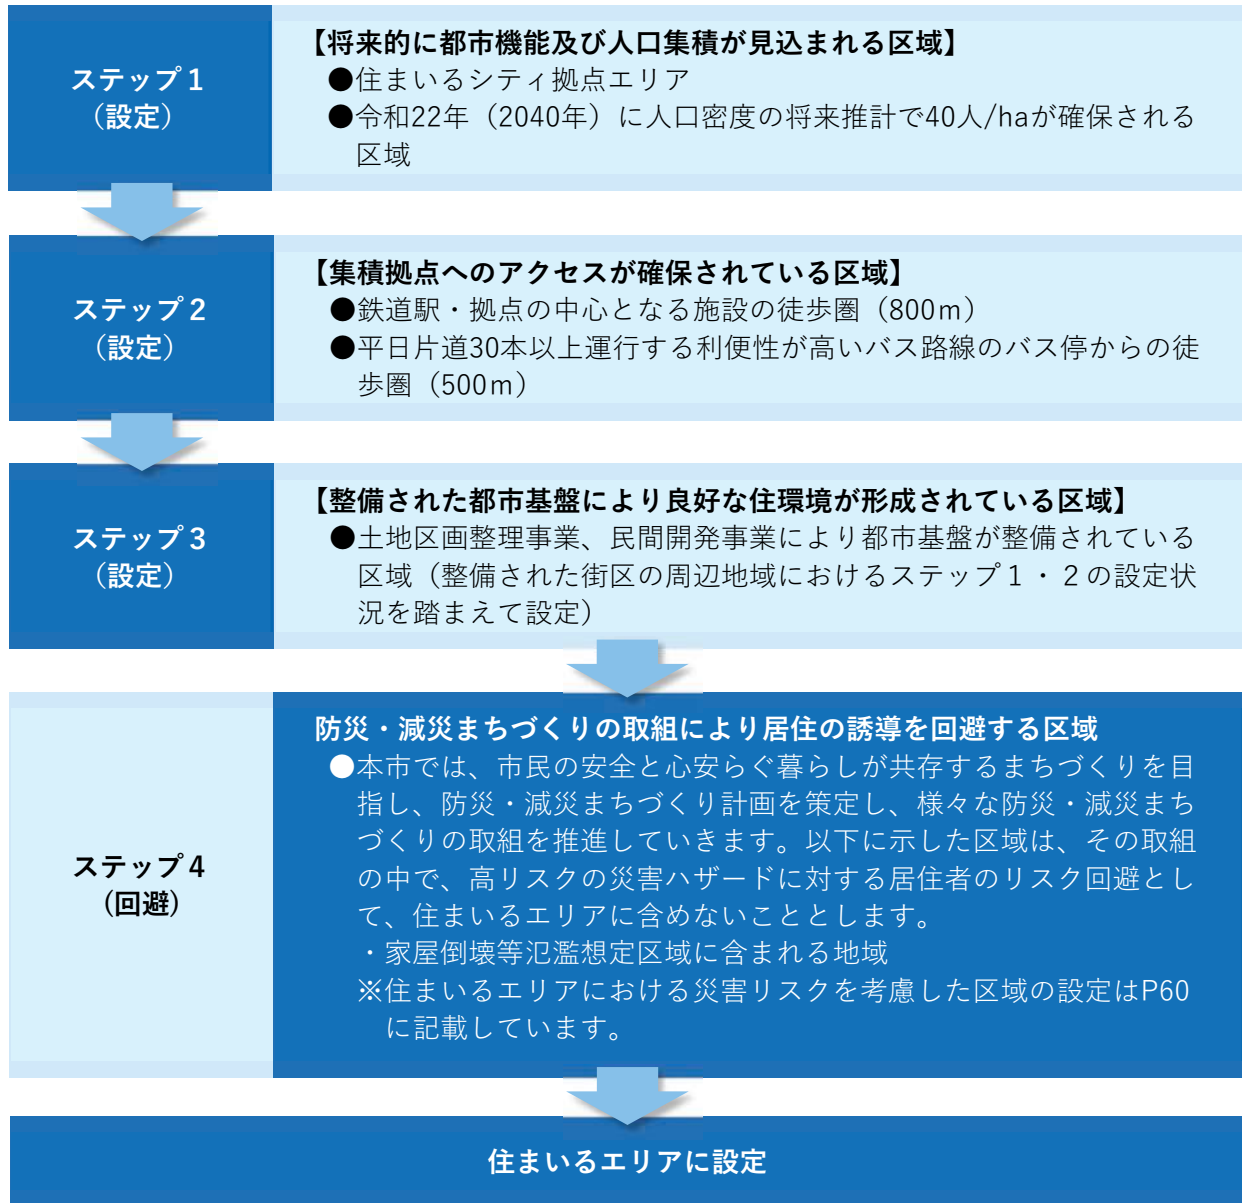 ステップ１
（設定）
【将来的に都市機能及び人口集積が見込まれる区域】
●住まいるシティ拠点エリア
●令和22年（2040年）に人口密度の将来推計で40人/haが確保される
区域
ステップ２
（設定）
【集積拠点へのアクセスが確保されている区域】
●鉄道駅・拠点の中心となる施設の徒歩圏（800ｍ）
●平日片道30本以上運行する利便性が高いバス路線のバス停からの徒
歩圏（500ｍ）
ステップ３
（設定）
【整備された都市基盤により良好な住環境が形成されている区域】
●土地区画整理事業、民間開発事業により都市基盤が整備されている
区域（整備された街区の周辺地域におけるステップ１・２の設定状
況を踏まえて設定）
ステップ４
(回避)
防災・減災まちづくりの取組により居住の誘導を回避する区域
●本市では、市民の安全と心安らぐ暮らしが共存するまちづくりを目
指し、防災・減災まちづくり計画を策定し、様々な防災・減災まち
づくりの取組を推進していきます。以下に示した区域は、その取組
の中で、高リスクの災害ハザードに対する居住者のリスク回避とし
て、住まいるエリアに含めないこととします。
・家屋倒壊等氾濫想定区域に含まれる地域
※住まいるエリアにおける災害リスクを考慮した区域の設定はP60
に記載しています。
住まいるエリアに設定